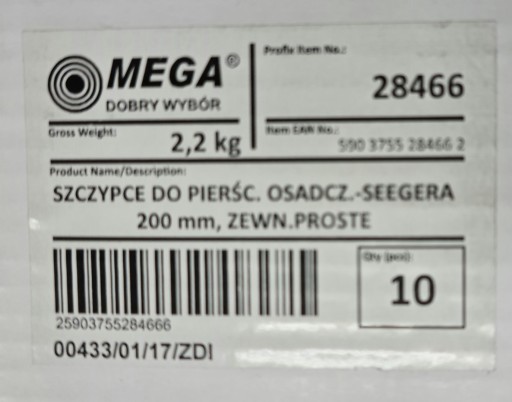 MEGA®
DOBRY WYBÓR
Profix Item No.:
28466
Gross Weight:
2,2 kg
Item EAN No.:
590 3755 28466 2
Product Name/Description:
SZCZYPCE DO PIERŚC. OSADCZ.-SEEGERA
200 mm, ZEWN.PROSTE
Qty (pcs):
10
25903755284666
00433/01/17/ZDI